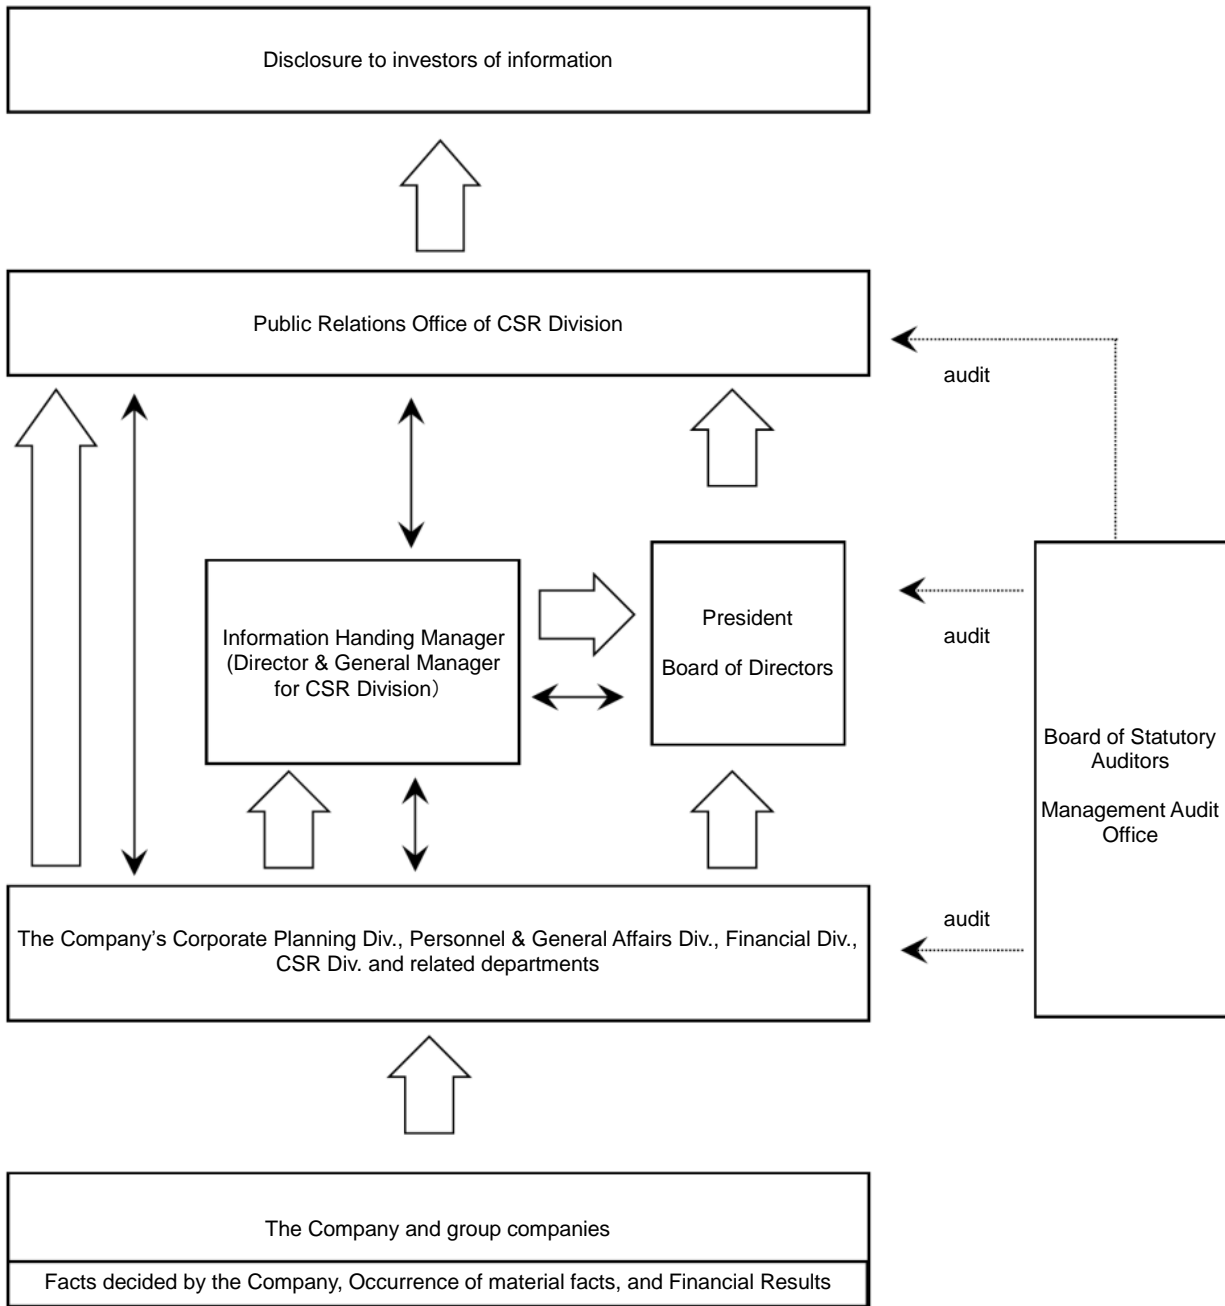 Disclosure to investors of information
Public Relations Office of CSR Division
audit
Information Handing Manager
(Director & General Manager
for CSR Division）
President
Board of Directors
audit
Board of Statutory
Auditors
Management Audit
Office
The Company’s Corporate Planning Div., Personnel & General Affairs Div., Financial Div.,
CSR Div. and related departments
audit
The Company and group companies
Facts decided by the Company, Occurrence of material facts, and Financial Results